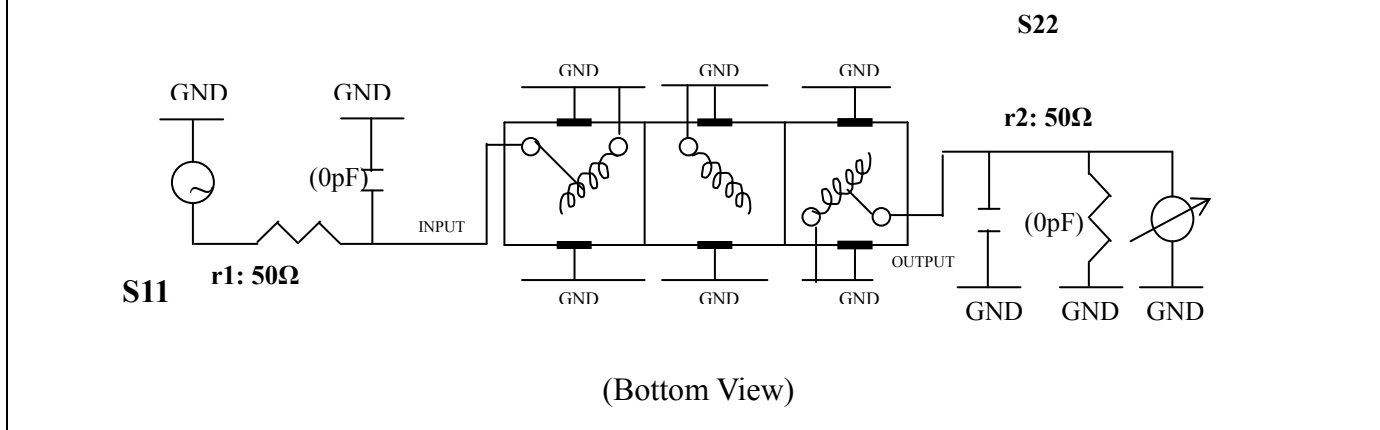 S22
GND GND GND
GND GND
r2: 50Ω
(0pF)
(0pF)
INPUT
OUTPUT
r1: 50Ω
S11
GND GND GND
GND GND GND
(Bottom View)